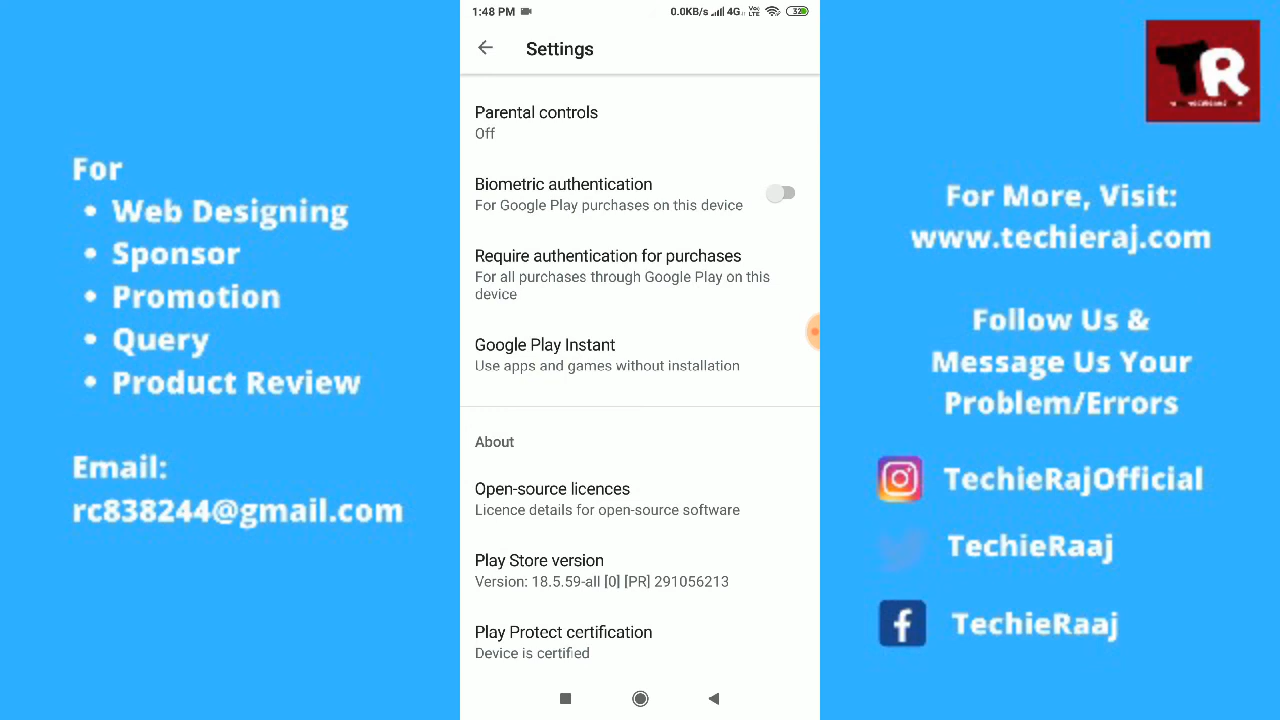 For
• Web Designing
• Sponsor
• Promotion
• Query
• Product Review
Email:
rc838244@gmail.com
1:48 PM
0.0KB/s 4G Vo LTE 32
Settings
Parental controls
Off
Biometric authentication
For Google Play purchases on this device
Require authentication for purchases
For all purchases through Google Play on this
device
Google Play Instant
Use apps and games without installation
About
Open-source licences
Licence details for open-source software
Play Store version
Version: 18.5.59-all [0] [PR] 291056213
Play Protect certification
Device is certified
TR
For More, Visit:
www.techieraj.com
Follow Us &
Message Us Your
Problem/Errors
TechieRajOfficial
TechieRaaj
TechieRaaj